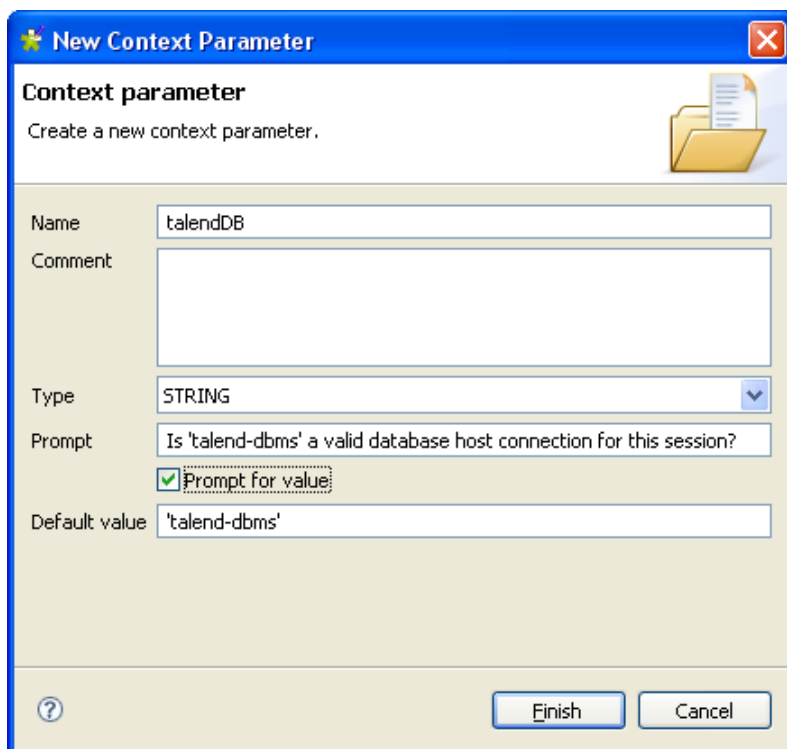 New Context Parameter
Context parameter
Create a new context parameter.
Name talendDB
Comment
Type STRING
Prompt Is 'talend-dbms' a valid database host connection for this session?
Prompt for value
Default value 'talend-dbms'
? Finish Cancel